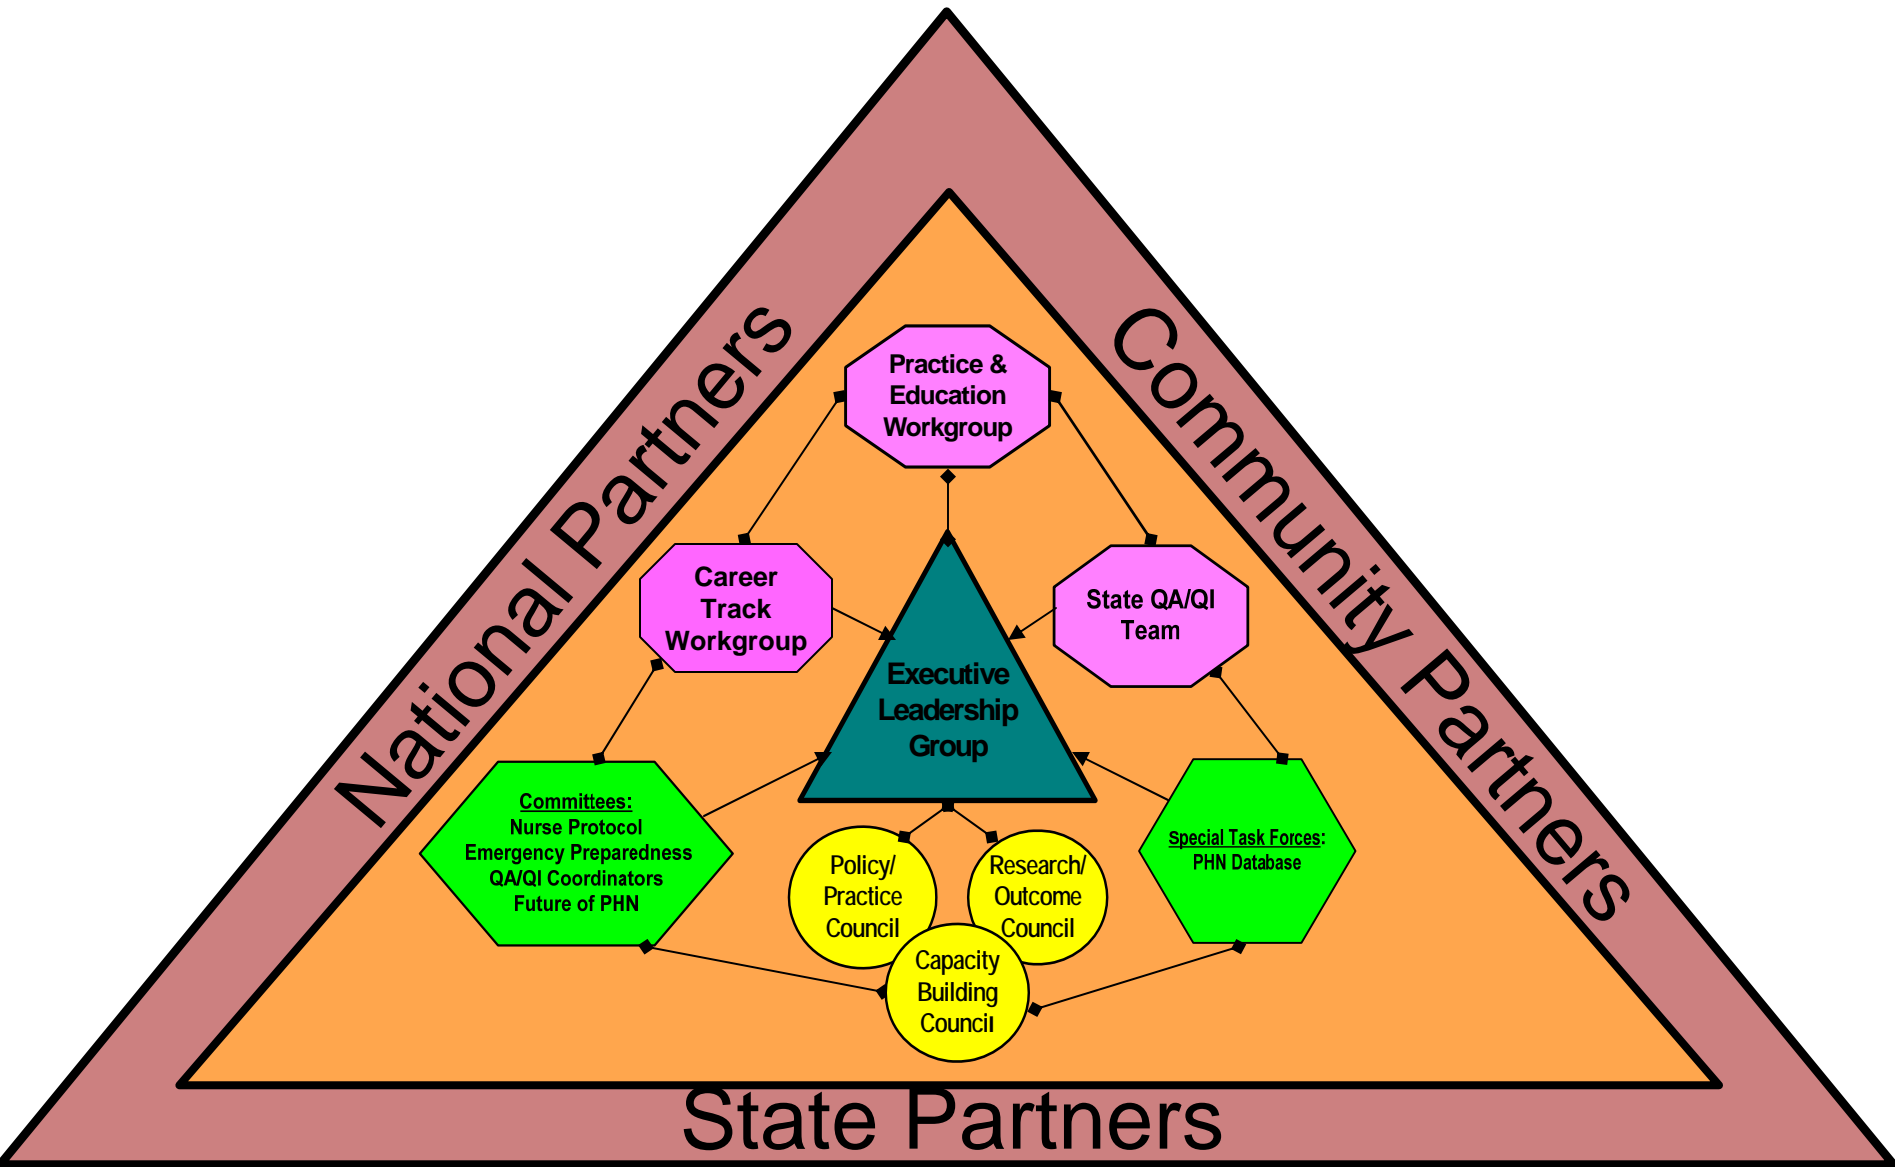 National Partners
Community Partners
Practice &
Education
Workgroup
Career
Track
Workgroup
State QA/QI
Team
Executive
Leadership
Group
Committees:
Nurse Protocol
Emergency Preparedness
QA/QI Coordinators
Future of PHN
Policy/
Practice
Council
Research/
Outcome
Council
Special Task Forces:
PHN Database
Capacity
Building
Council
State Partners